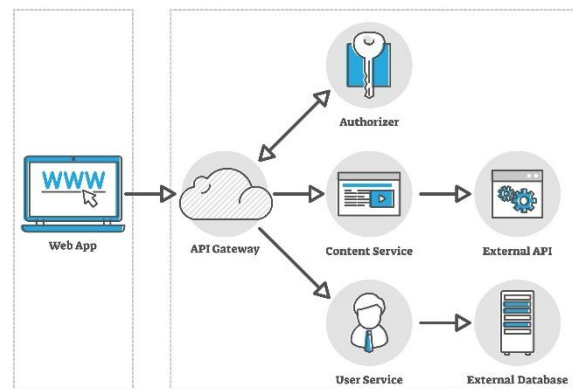 Authorizer
WWW
Web App
API Gateway
Content Service
External API
User Service
External Database